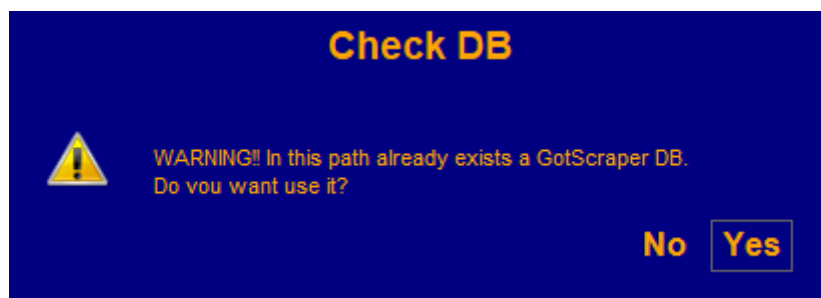 Check DB
WARNING!! In this path already exists a GotScraper DB.
Do you want use it?
No Yes